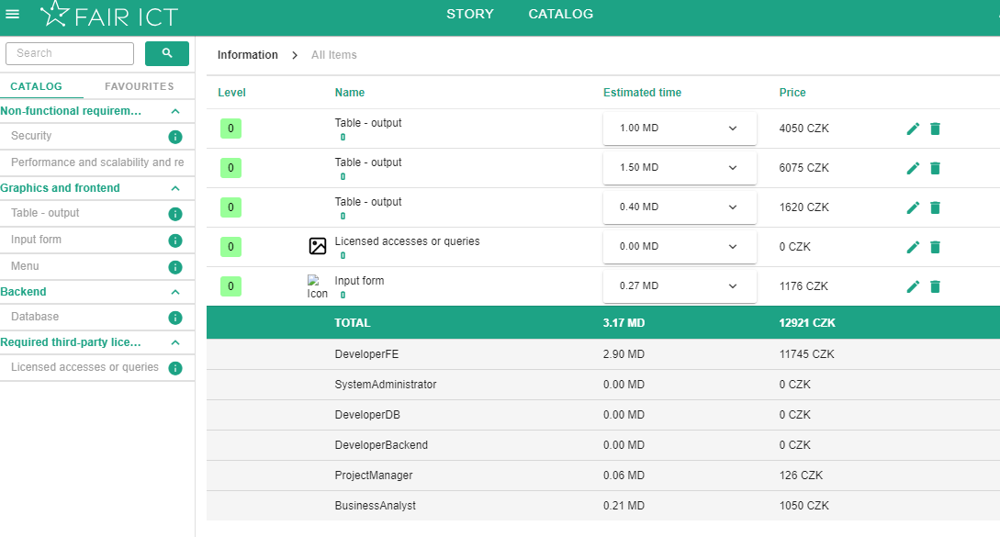 FAIR ICT
STORY CATALOG
Search
Information > All Items
CATALOG FAVOURITES
Level Name Estimated time Price
Non-functional requirem...
Security
Performance and scalability and re
Graphics and frontend
Table - output
Input form
Menu
Backend
Database
Required third-party lice...
Licensed accesses or queries
0 Table - output 1.00 MD 4050 CZK
0 Table - output 1.50 MD 6075 CZK
0 Table - output 0.40 MD 1620 CZK
0 Licensed accesses or queries 0.00 MD 0 CZK
0 Icon Input form 0.27 MD 1176 CZK
TOTAL 3.17 MD 12921 CZK
DeveloperFE 2.90 MD 11745 CZK
SystemAdministrator 0.00 MD 0 CZK
DeveloperDB 0.00 MD 0 CZK
DeveloperBackend 0.00 MD 0 CZK
ProjectManager 0.06 MD 126 CZK
BusinessAnalyst 0.21 MD 1050 CZK